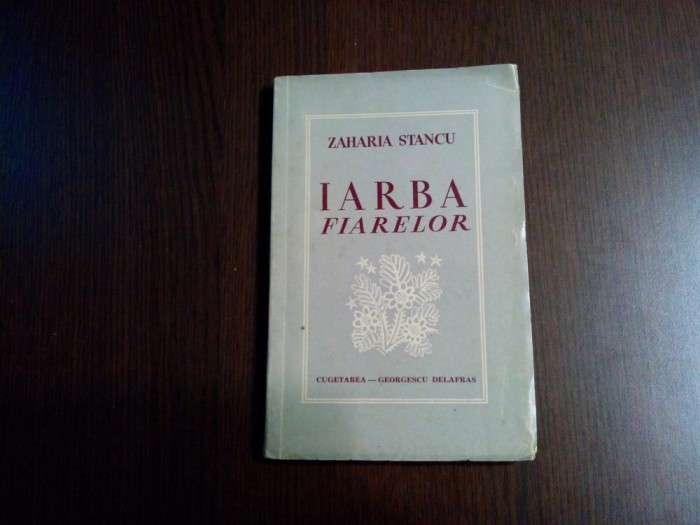 ZAHARIA STANCU
IARBA
FIARELOR
CUGETAREA — GEORGESCU DELAFRAS